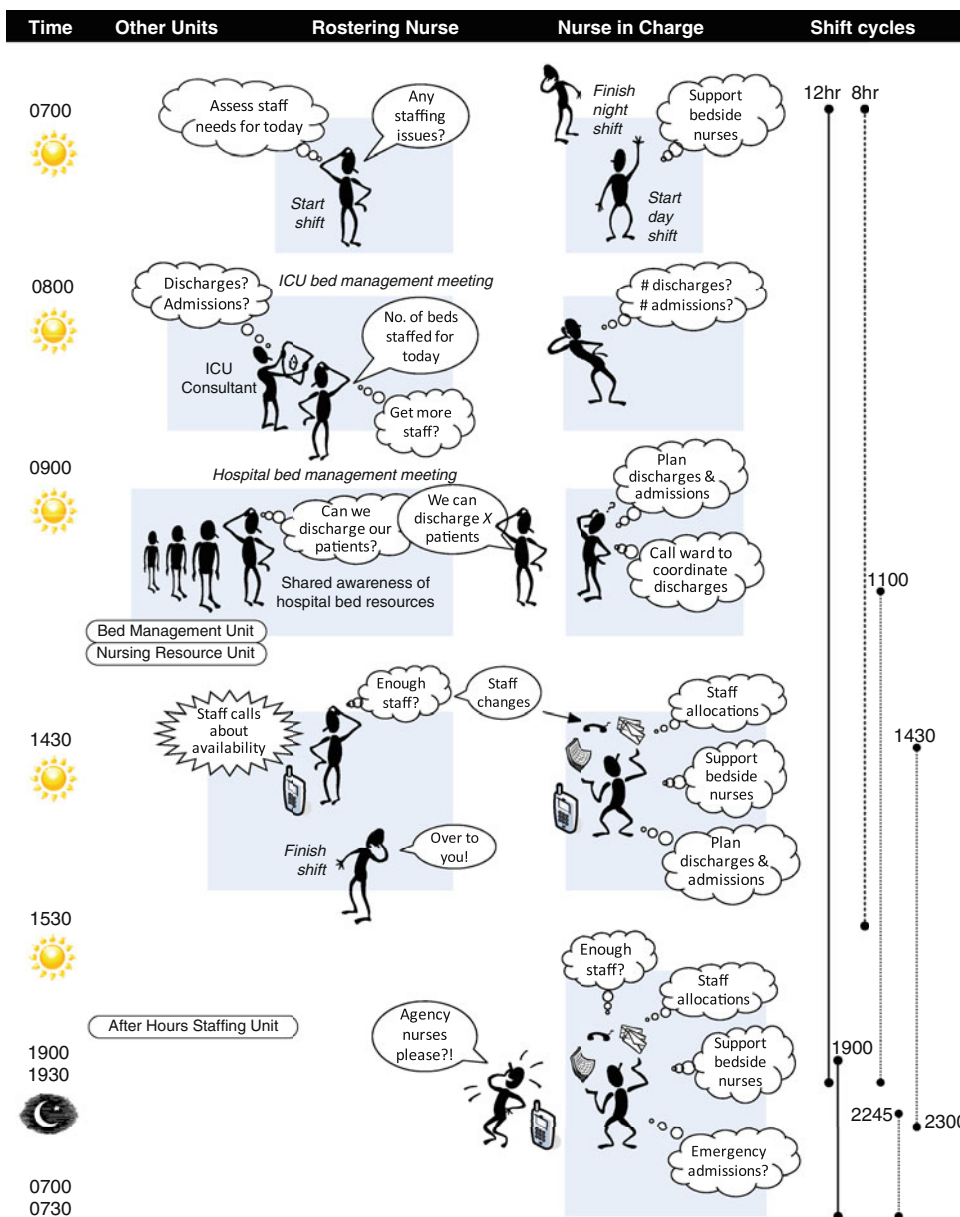 Time Other Units Rostering Nurse Nurse in Charge Shift cycles
0700
Assess staff
needs for today
Any
staffing
issues?
Start
shift
Finish
night
shift
Support
bedside
nurses
Start
day
shift
12hr 8hr
0800
ICU bed management meeting
Discharges?
Admissions?
No. of beds
staffed for
today
ICU
Consultant
Get more
staff?
# discharges?
# admissions?
0900
Hospital bed management meeting
Can we
discharge our
patients?
We can
discharge X
patients
Shared awareness of
hospital bed resources
Plan
discharges &
admissions
Call ward to
coordinate
discharges
1100
Bed Management Unit
Nursing Resource Unit
1430
Staff calls
about
availability
Enough
staff?
Staff
changes
Staff
allocations
Support
bedside
nurses
Plan
discharges &
admissions
1430
Finish
shift
Over to
you!
1530
Enough
staff?
Staff
allocations
After Hours Staffing Unit
Agency
nurses
please?!
Support
bedside
nurses
Emergency
admissions?
1900
1930
1900
2245
2300
0700
0730